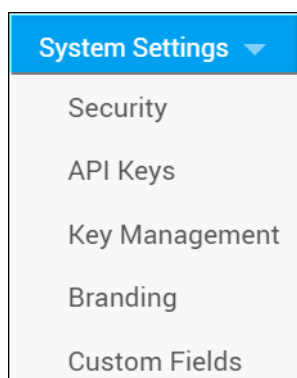 System Settings
Security
API Keys
Key Management
Branding
Custom Fields